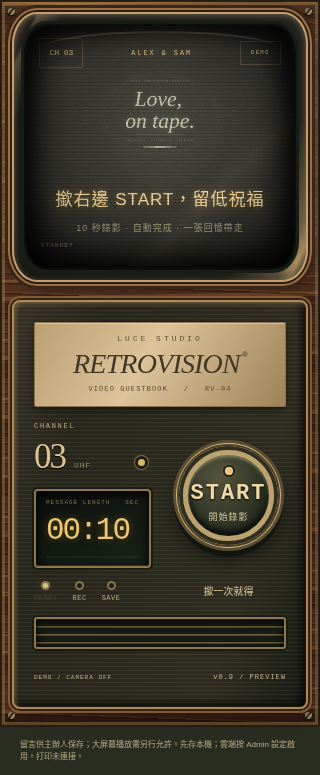 CH 03
ALEX & SAM
DEMO
Love,
on tape.
撳右邊 START，留低祝福
10 秒錄影 · 自動完成 · 一張回憶帶走
STANDBY
LUCE STUDIO
RETROVISION®
VIDEO GUESTBOOK / RV-04
CHANNEL
03 UHF
MESSAGE LENGTH SEC
00:10
START
開始錄影
READY REC SAVE
撳一次就得
DEMO / CAMERA OFF
v0.9 / PREVIEW
留言供主辦人保存；大屏幕播放需另行允許。先存本機；雲端按 Admin 設定啟
用。打印未連接。